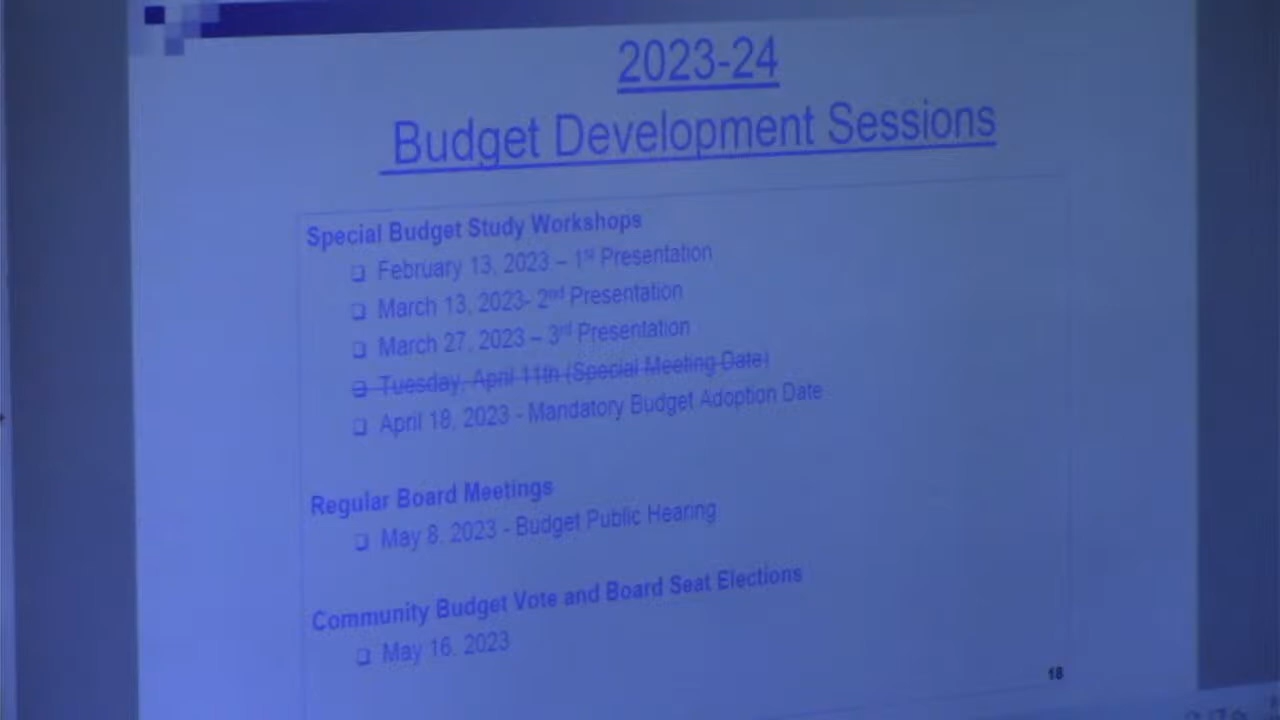 2023-24
Budget Development Sessions
Special Budget Study Workshops
❑ February 13, 2023 – 1st Presentation
❑ March 13, 2023- 2nd Presentation
❑ March 27, 2023 – 3rd Presentation
❑ Tuesday, April 11th (Special Meeting Date)
❑ April 18, 2023 - Mandatory Budget Adoption Date
Regular Board Meetings
❑ May 8, 2023 - Budget Public Hearing
Community Budget Vote and Board Seat Elections
❑ May 16, 2023
18